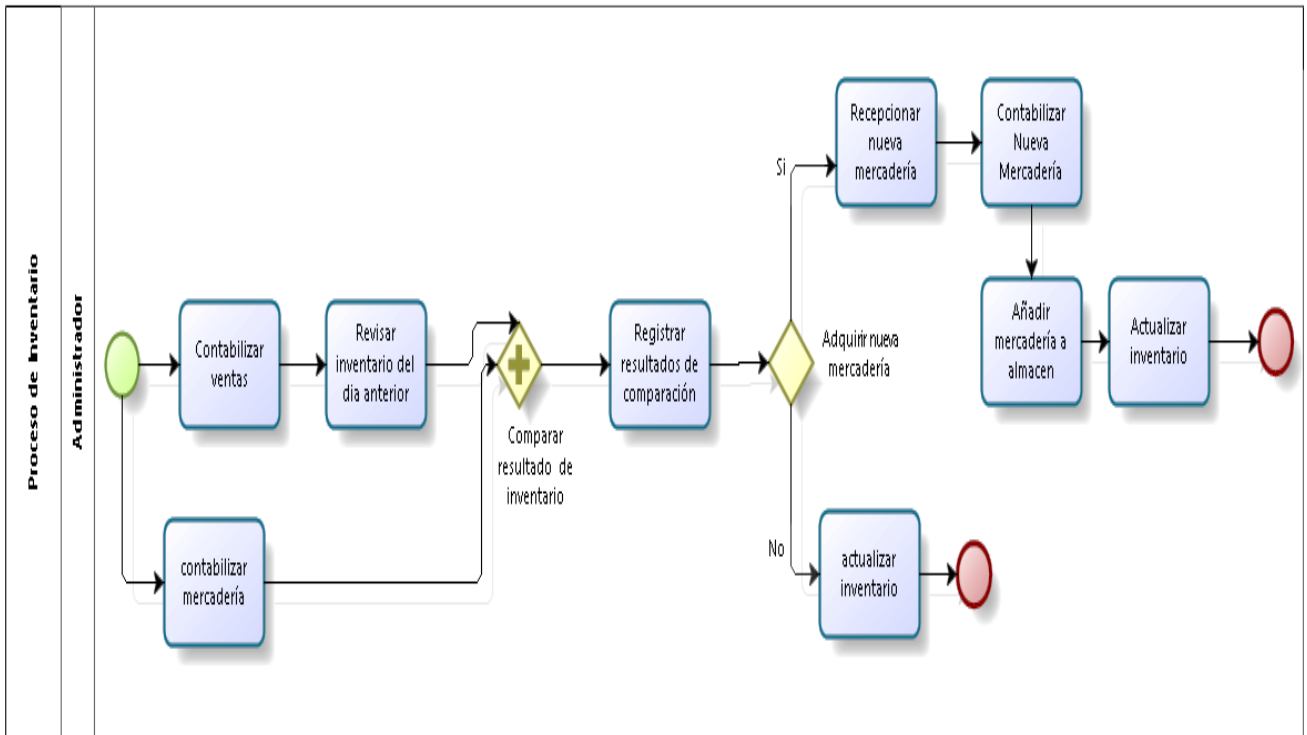 Proceso de Inventario
Administrador
Contabilizar
ventas
Revisar
inventario del
dia anterior
contabilizar
mercadería
Comparar
resultado de
inventario
Registrar
resultados de
comparación
Adquirir nueva
mercadería
Si
Recepcionar
nueva
mercadería
Contabilizar
Nueva
Mercadería
Añadir
mercadería a
almacen
Actualizar
inventario
No
actualizar
inventario